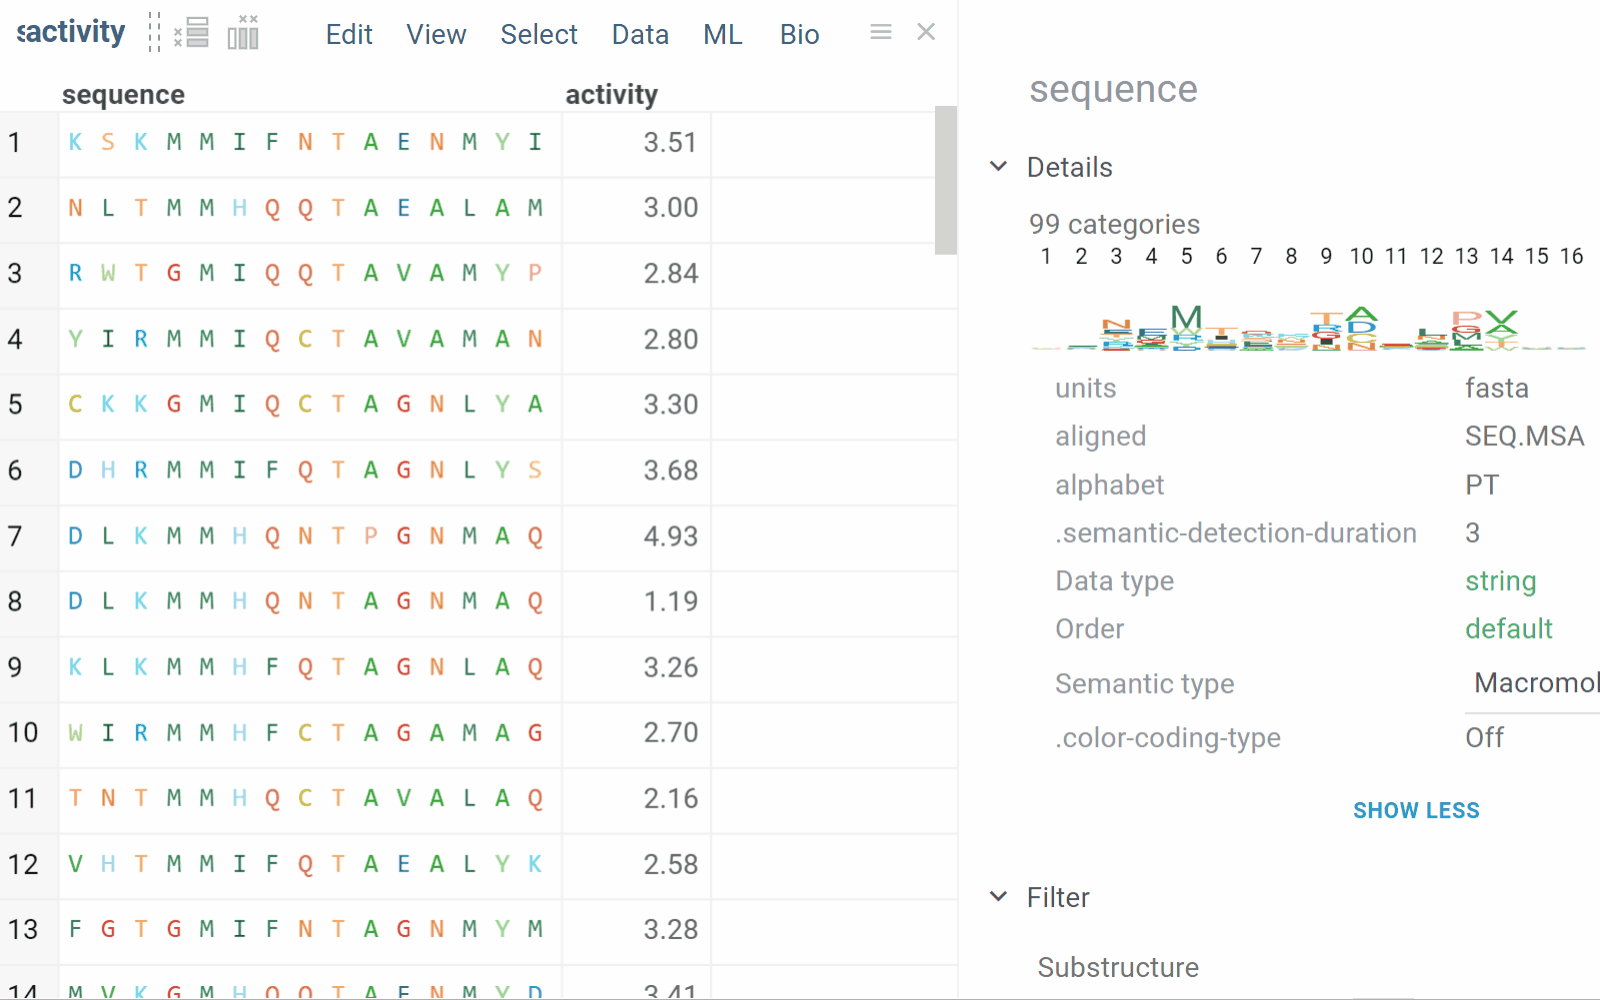 activity Edit View Select Data ML Bio
sequence activity
1 K S K M M I F N T A E N M Y I 3.51
2 N L T M M H Q Q T A E A L A M 3.00
3 R W T G M I Q Q T A V A M Y P 2.84
4 Y I R M M I Q C T A V A M A N 2.80
5 C K K G M I Q C T A G N L Y A 3.30
6 D H R M M I F Q T A G N L Y S 3.68
7 D L K M M H Q N T P G N M A Q 4.93
8 D L K M M H Q N T A G N M A Q 1.19
9 K L K M M H F Q T A G N L A Q 3.26
10 W I R M M H F C T A G A M A G 2.70
11 T N T M M H Q C T A V A L A Q 2.16
12 V H T M M I F Q T A E A L Y K 2.58
13 F G T G M I F N T A G N M Y M 3.28
14 M V K G M H Q Q T A E N M Y D 3.41
sequence
Details
99 categories
1 2 3 4 5 6 7 8 9 10 11 12 13 14 15 16
units fasta
aligned SEQ.MSA
alphabet PT
.semantic-detection-duration 3
Data type string
Order default
Semantic type Macromol
.color-coding-type Off
SHOW LESS
Filter
Substructure